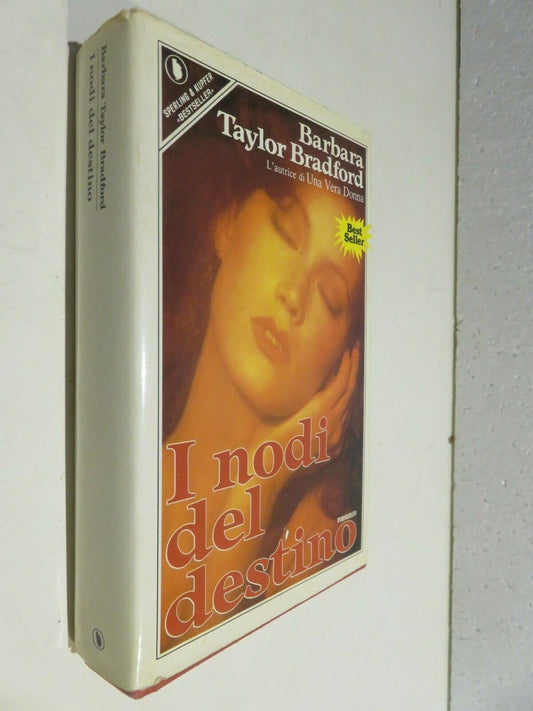 Barbara Taylor Bradford
I nodi del destino
SPERLING & KUPFER
«BESTSELLER»
Barbara
Taylor Bradford
L'autrice di Una Vera Donna
Best
Seller
I nodi
del
destino
romanzo